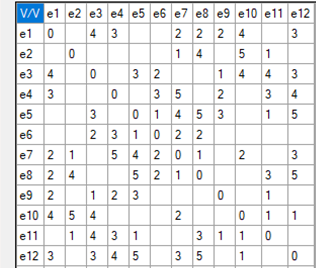 V/V e1 e2 e3 e4 e5 e6 e7 e8 e9 e10 e11 e12
e1 0 4 3 2 2 2 4 3
e2 0 1 4 5 1
e3 4 0 3 2 1 4 4 3
e4 3 0 3 5 2 3 4
e5 3 0 1 4 5 3 1 5
e6 2 3 1 0 2 2
e7 2 1 5 4 2 0 1 2 3
e8 2 4 5 2 1 0 3 5
e9 2 1 2 3 0 1
e10 4 5 4 2 0 1 1
e11 1 4 3 1 3 1 1 0
e12 3 3 4 5 3 5 1 0